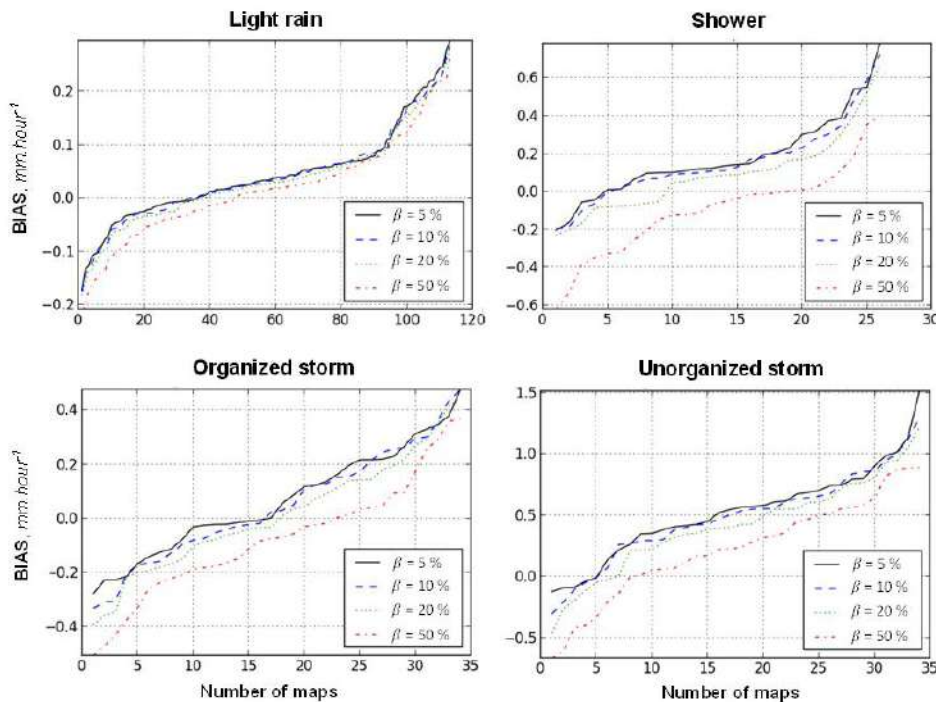 Light rain
BIAS, mm.hour-1
0.2
0.1
0.0
−0.1
−0.2
0 20 40 60 80 100 120
β = 5 %
β = 10 %
β = 20 %
β = 50 %
Shower
0.6
0.4
0.2
0.0
−0.2
−0.4
−0.6
0 5 10 15 20 25 30
β = 5 %
β = 10 %
β = 20 %
β = 50 %
Organized storm
BIAS, mm.hour-1
0.4
0.2
0.0
−0.2
−0.4
0 5 10 15 20 25 30 35
Number of maps
β = 5 %
β = 10 %
β = 20 %
β = 50 %
Unorganized storm
1.5
1.0
0.5
0.0
−0.5
0 5 10 15 20 25 30 35
Number of maps
β = 5 %
β = 10 %
β = 20 %
β = 50 %